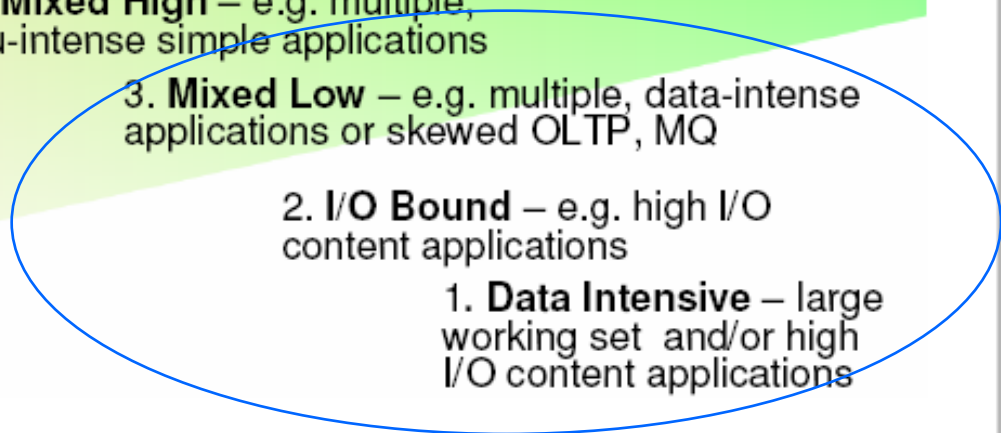 Mixed High – e.g. multiple,
-intense simple applications
3. Mixed Low – e.g. multiple, data-intense
applications or skewed OLTP, MQ
2. I/O Bound – e.g. high I/O
content applications
1. Data Intensive – large
working set and/or high
I/O content applications